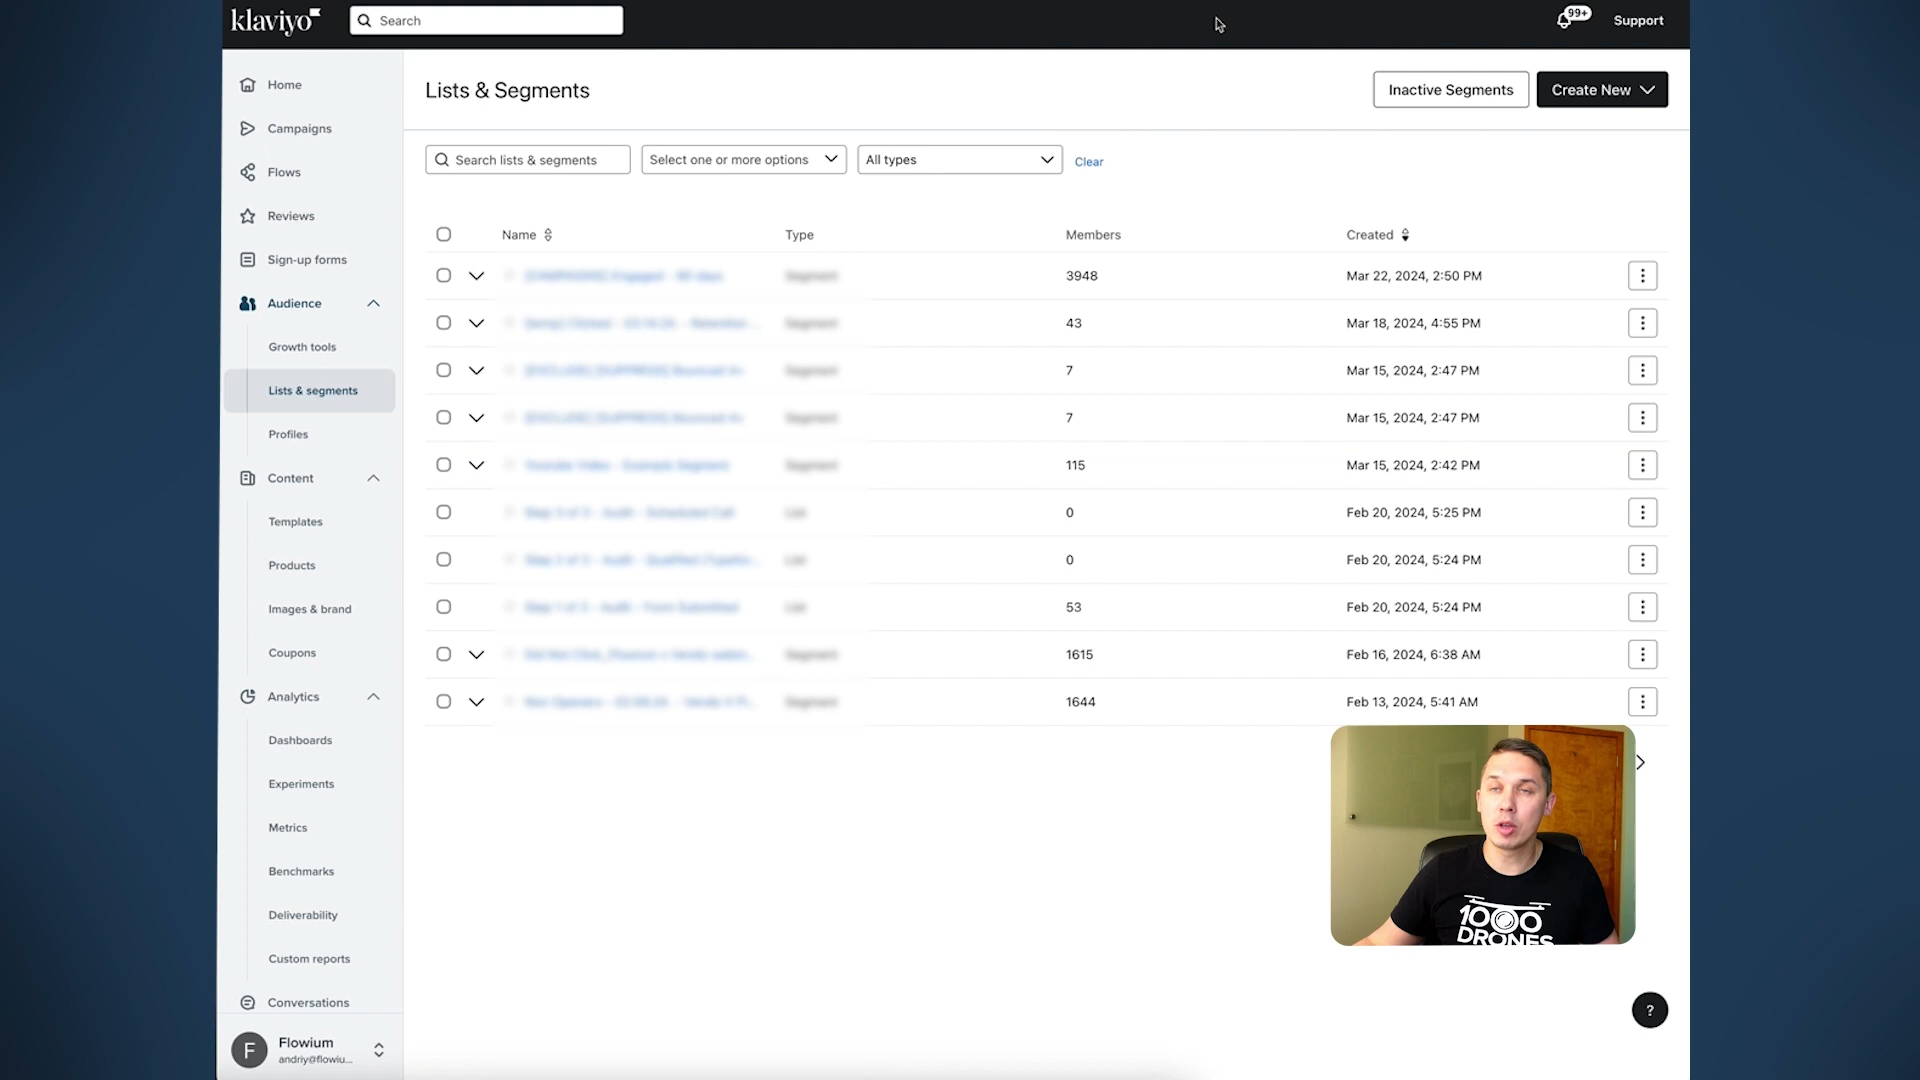 klaviyo
Search
99+
Support
Home
Campaigns
Flows
Reviews
Sign-up forms
Audience
Growth tools
Lists & segments
Profiles
Content
Templates
Products
Images & brand
Coupons
Analytics
Dashboards
Experiments
Metrics
Benchmarks
Deliverability
Custom reports
Conversations
F
Flowium
andriy@flowiu...
Lists & Segments
Inactive Segments
Create New
Search lists & segments
Select one or more options
All types
Clear
Name Type Members Created
3948 Mar 22, 2024, 2:50 PM
43 Mar 18, 2024, 4:55 PM
7 Mar 15, 2024, 2:47 PM
7 Mar 15, 2024, 2:47 PM
115 Mar 15, 2024, 2:42 PM
0 Feb 20, 2024, 5:25 PM
0 Feb 20, 2024, 5:24 PM
53 Feb 20, 2024, 5:24 PM
1615 Feb 16, 2024, 6:38 AM
1644 Feb 13, 2024, 5:41 AM
1000
DRONES
?